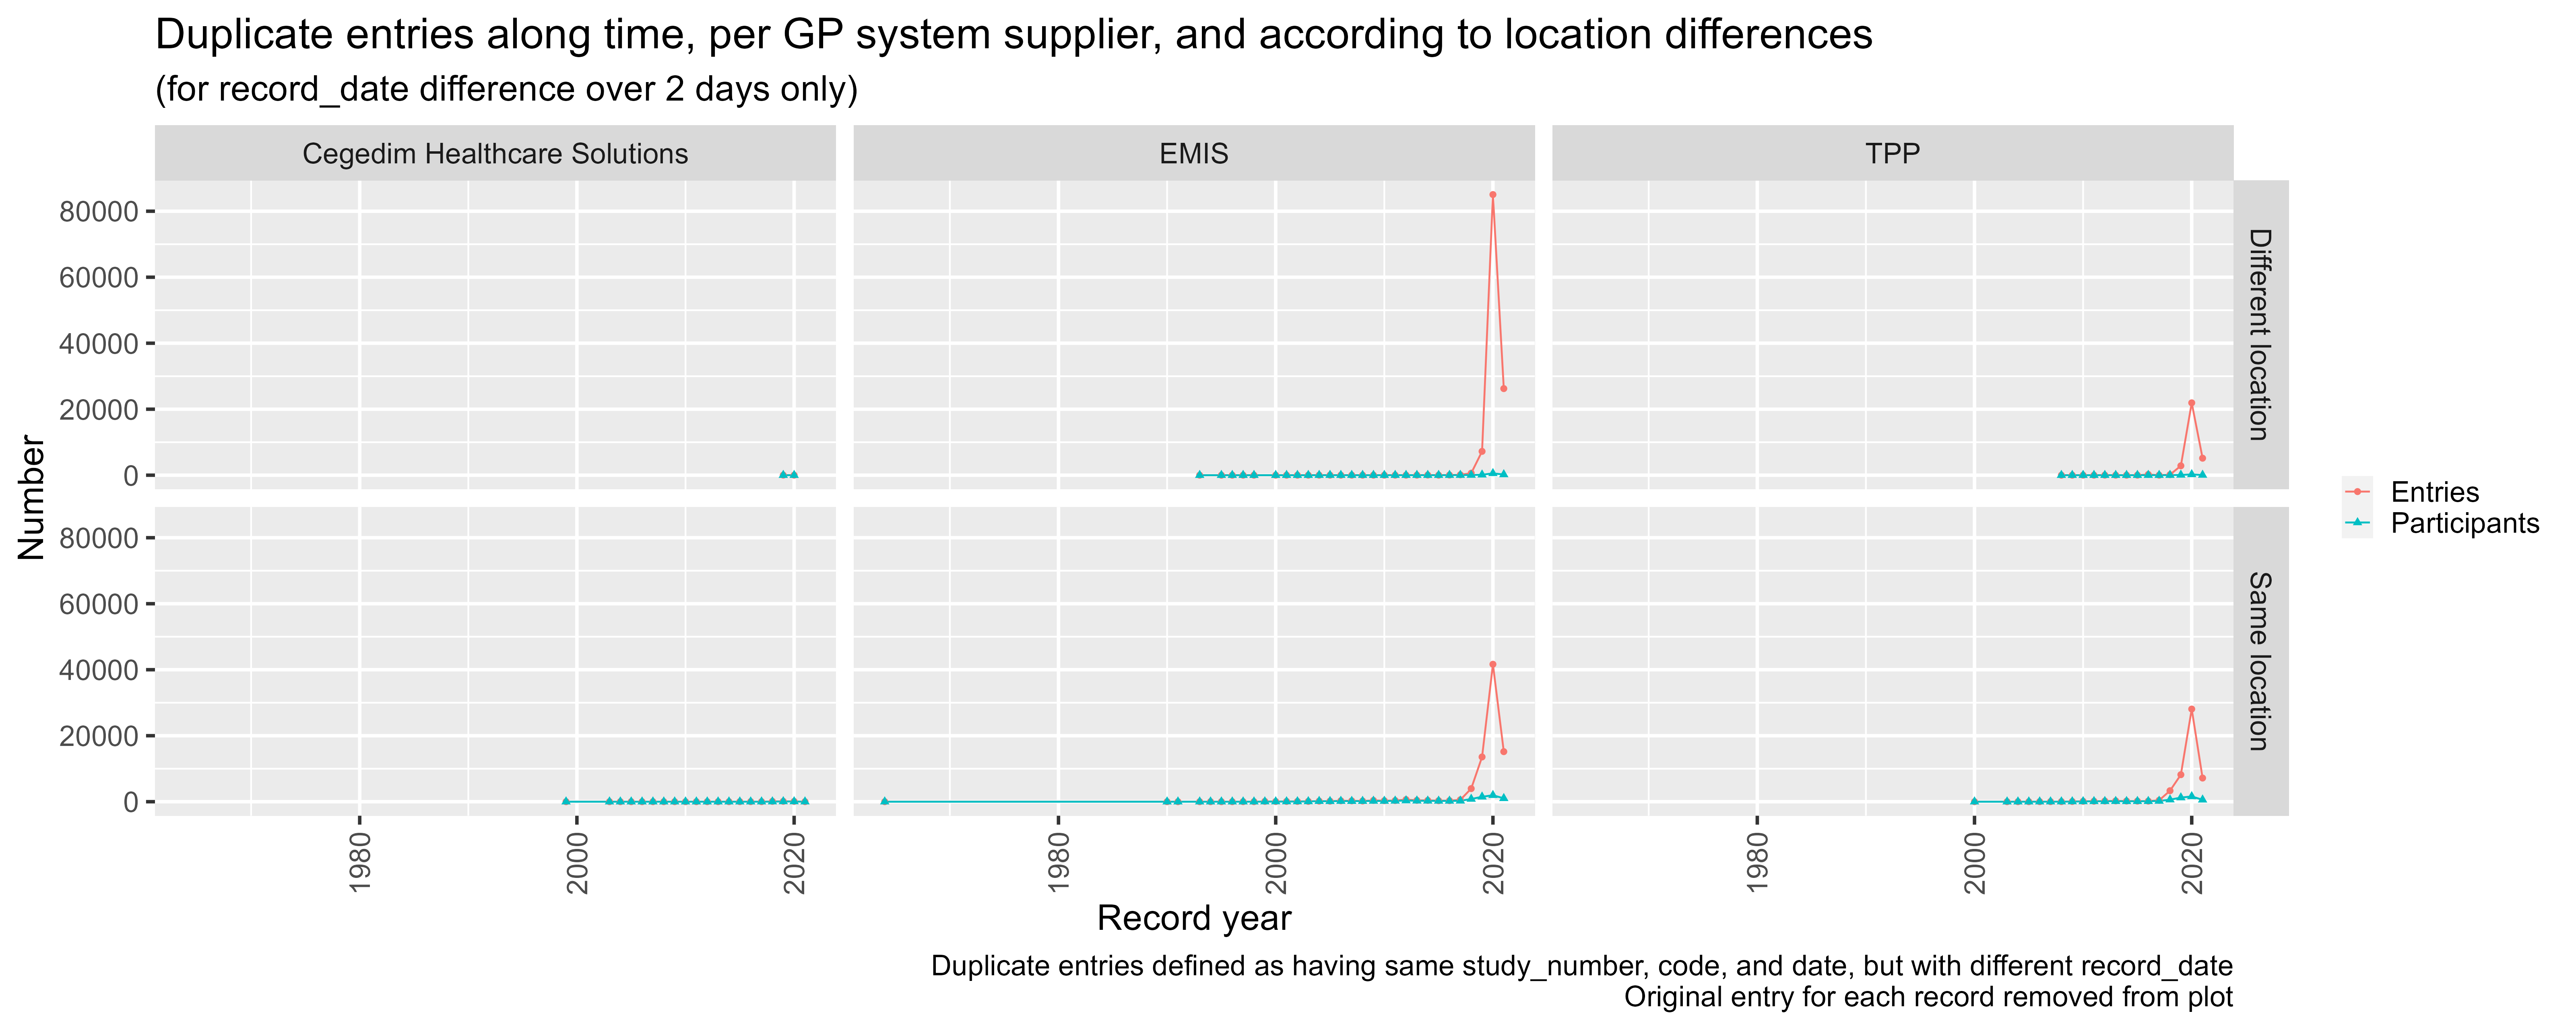 Duplicate entries along time, per GP system supplier, and according to location differences
(for record_date difference over 2 days only)
Cegedim Healthcare Solutions
EMIS
TPP
80000
60000
40000
20000
0
Different location
80000
60000
40000
20000
0
Same location
Number
1980
2000
2020
1980
2000
2020
1980
2000
2020
Record year
Entries
Participants
Duplicate entries defined as having same study_number, code, and date, but with different record_date
Original entry for each record removed from plot